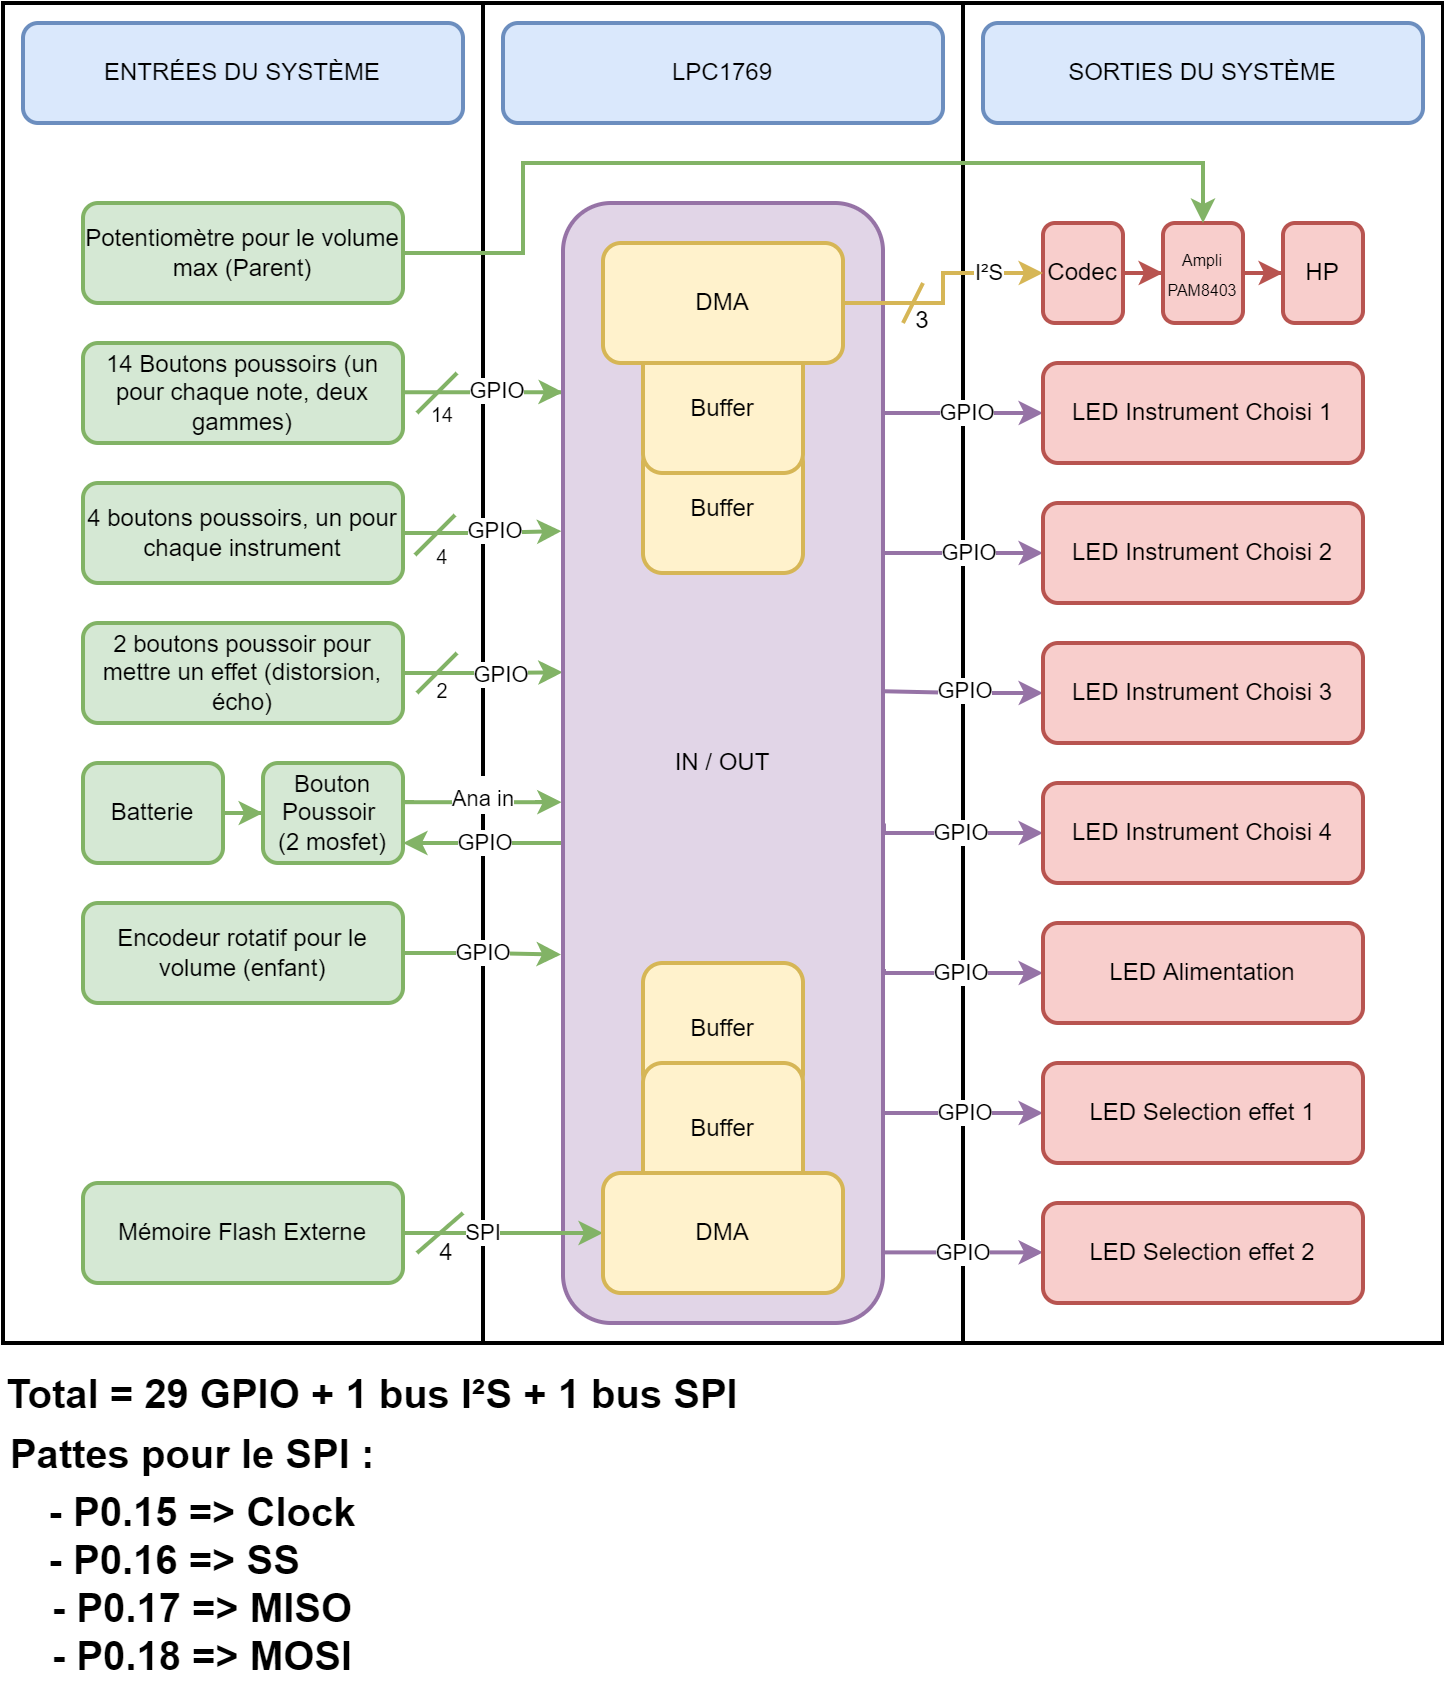 ENTRÉES DU SYSTÈME
LPC1769
SORTIES DU SYSTÈME
Potentiomètre pour le volume
max (Parent)
14 Boutons poussoirs (un
pour chaque note, deux
gammes)
14
GPIO
4 boutons poussoirs, un pour
chaque instrument
4
GPIO
2 boutons poussoir pour
mettre un effet (distorsion,
écho)
2
GPIO
Batterie
Bouton
Poussoir
(2 mosfet)
Ana in
GPIO
Encodeur rotatif pour le
volume (enfant)
GPIO
Mémoire Flash Externe
4
SPI
DMA
Buffer
Buffer
IN / OUT
Buffer
Buffer
DMA
3
I²S
Codec
Ampli
PAM8403
HP
GPIO
LED Instrument Choisi 1
GPIO
LED Instrument Choisi 2
GPIO
LED Instrument Choisi 3
GPIO
LED Instrument Choisi 4
GPIO
LED Alimentation
GPIO
LED Selection effet 1
GPIO
LED Selection effet 2
Total = 29 GPIO + 1 bus I²S + 1 bus SPI
Pattes pour le SPI :
- P0.15 => Clock
- P0.16 => SS
- P0.17 => MISO
- P0.18 => MOSI